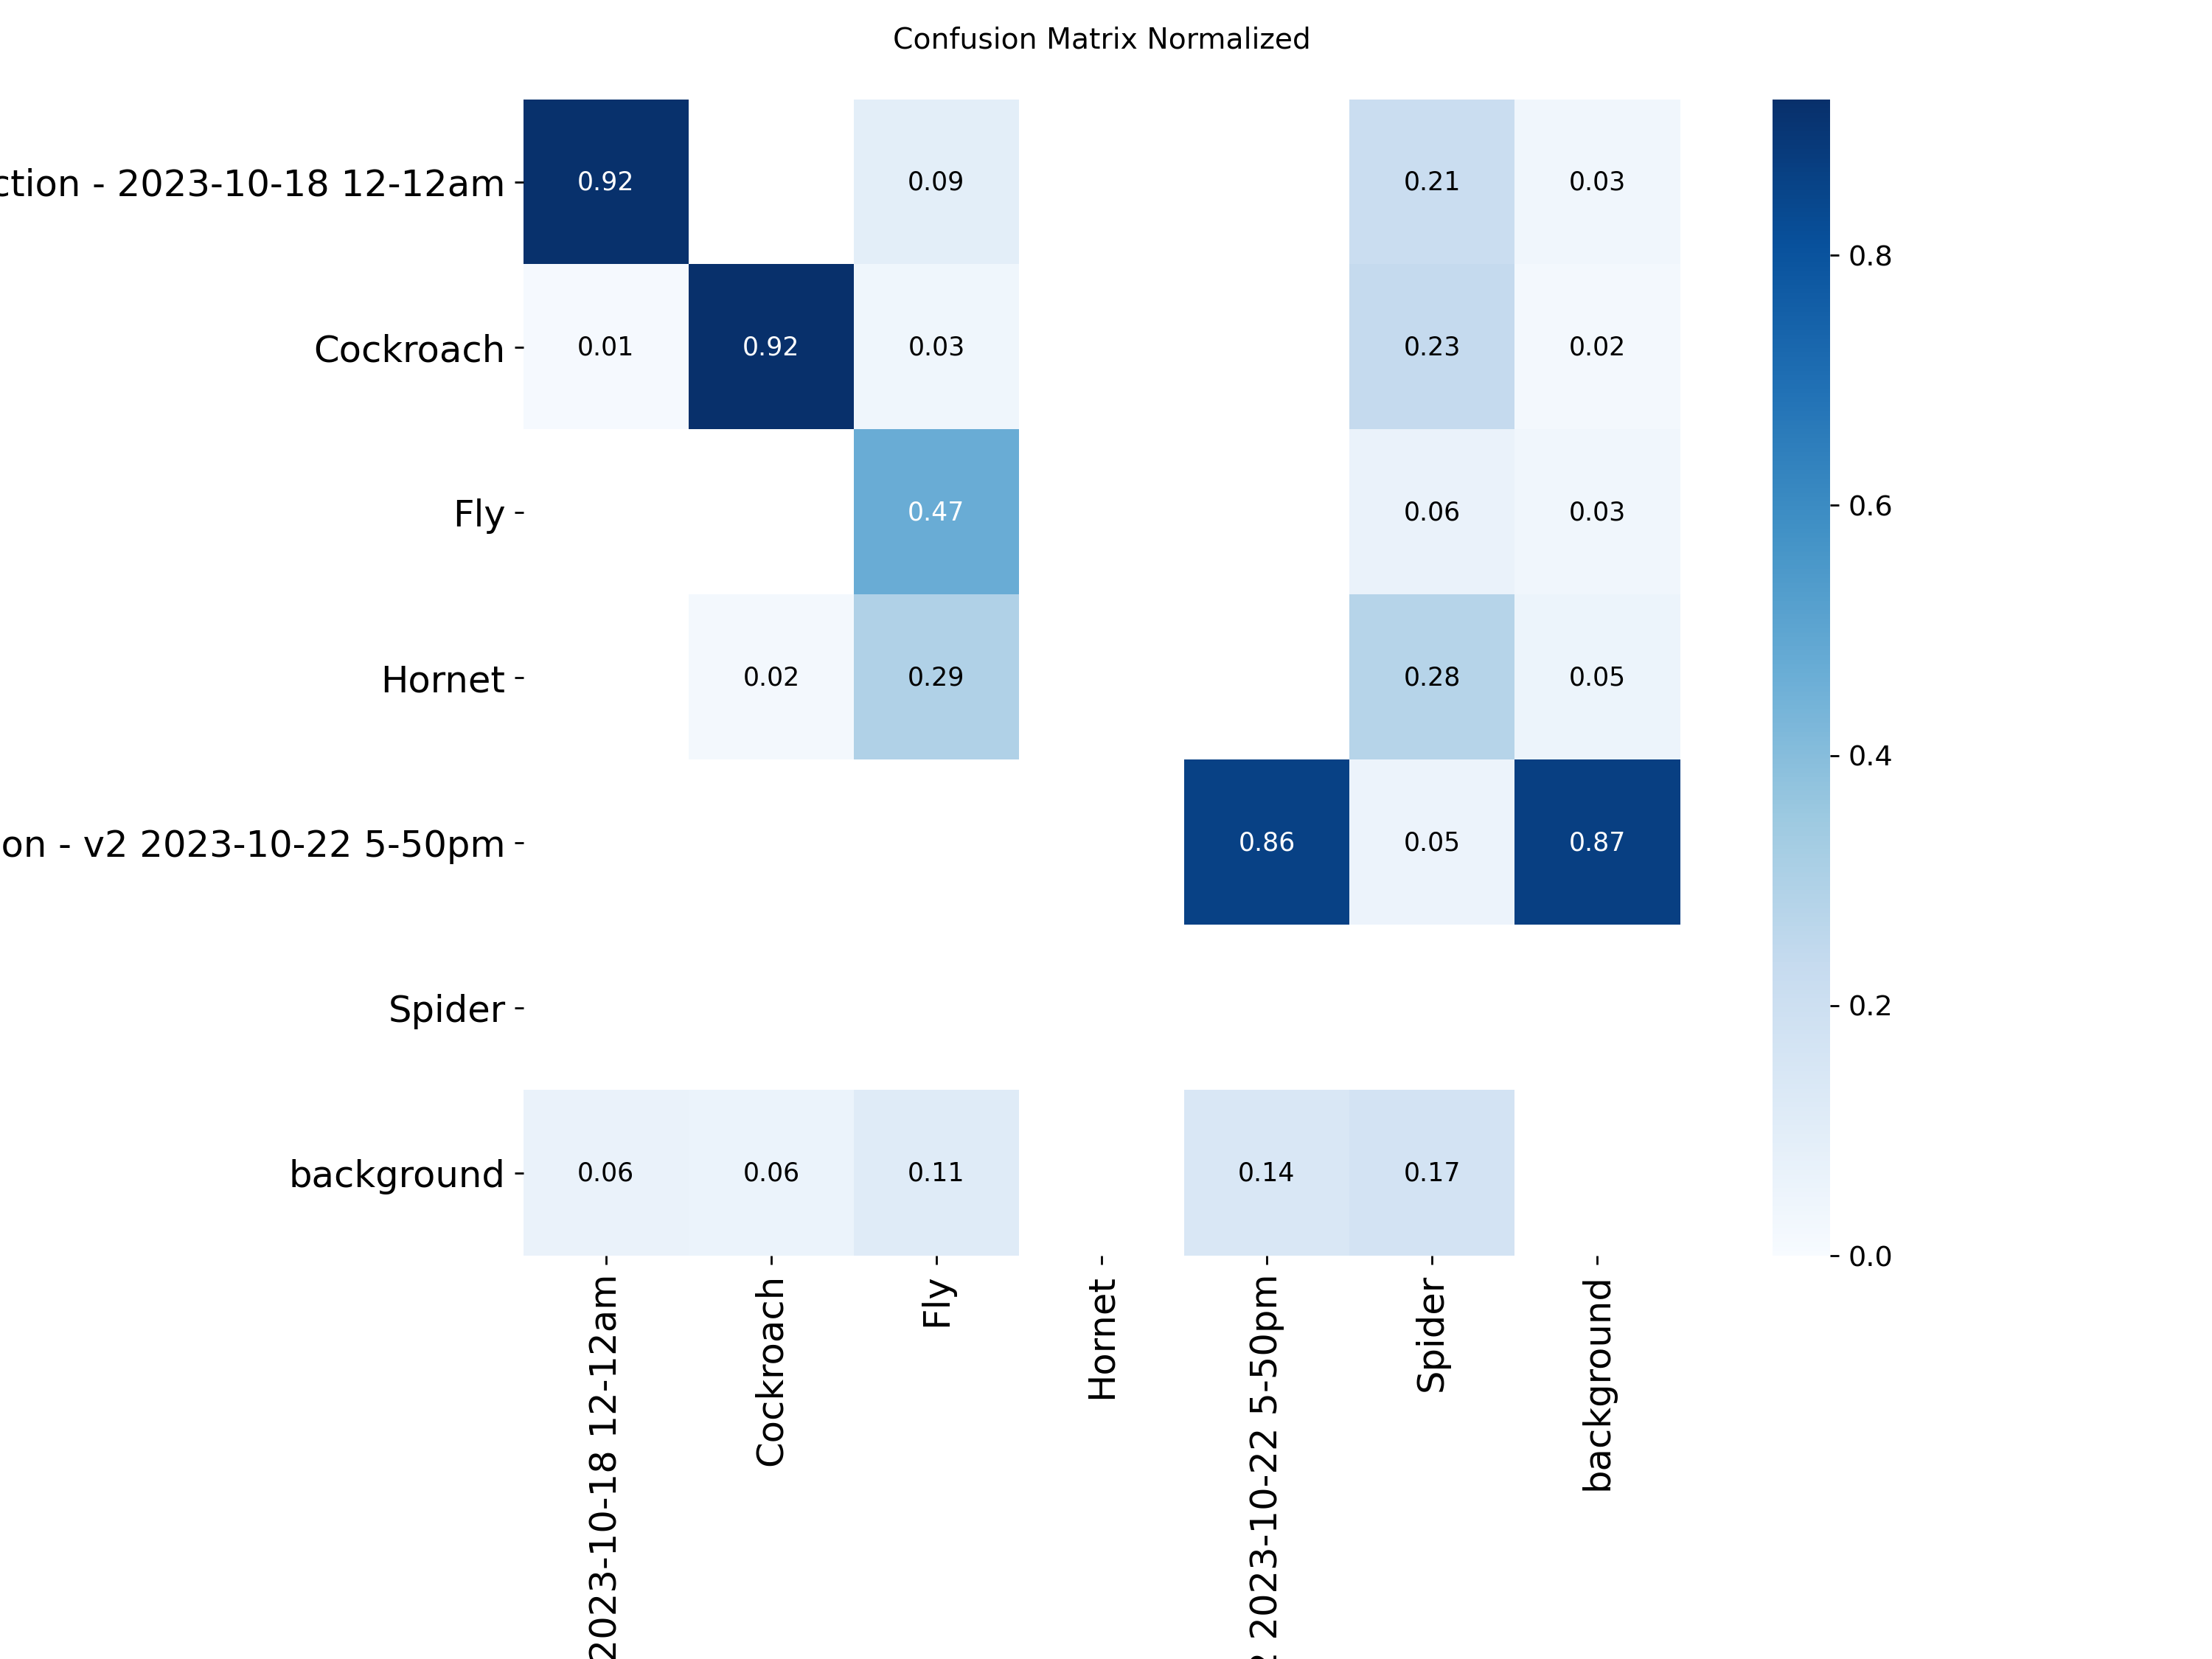 Confusion Matrix Normalized
ction - 2023-10-18 12-12am
0.92
0.09
0.21
0.03
0.8
Cockroach
0.01
0.92
0.03
0.23
0.02
Fly
0.47
0.06
0.03
0.6
Hornet
0.02
0.29
0.28
0.05
0.4
on - v2 2023-10-22 5-50pm
0.86
0.05
0.87
Spider
0.2
background
0.06
0.06
0.11
0.14
0.17
0.0
2023-10-18 12-12am
Cockroach
Fly
Hornet
2023-10-22 5-50pm
Spider
background